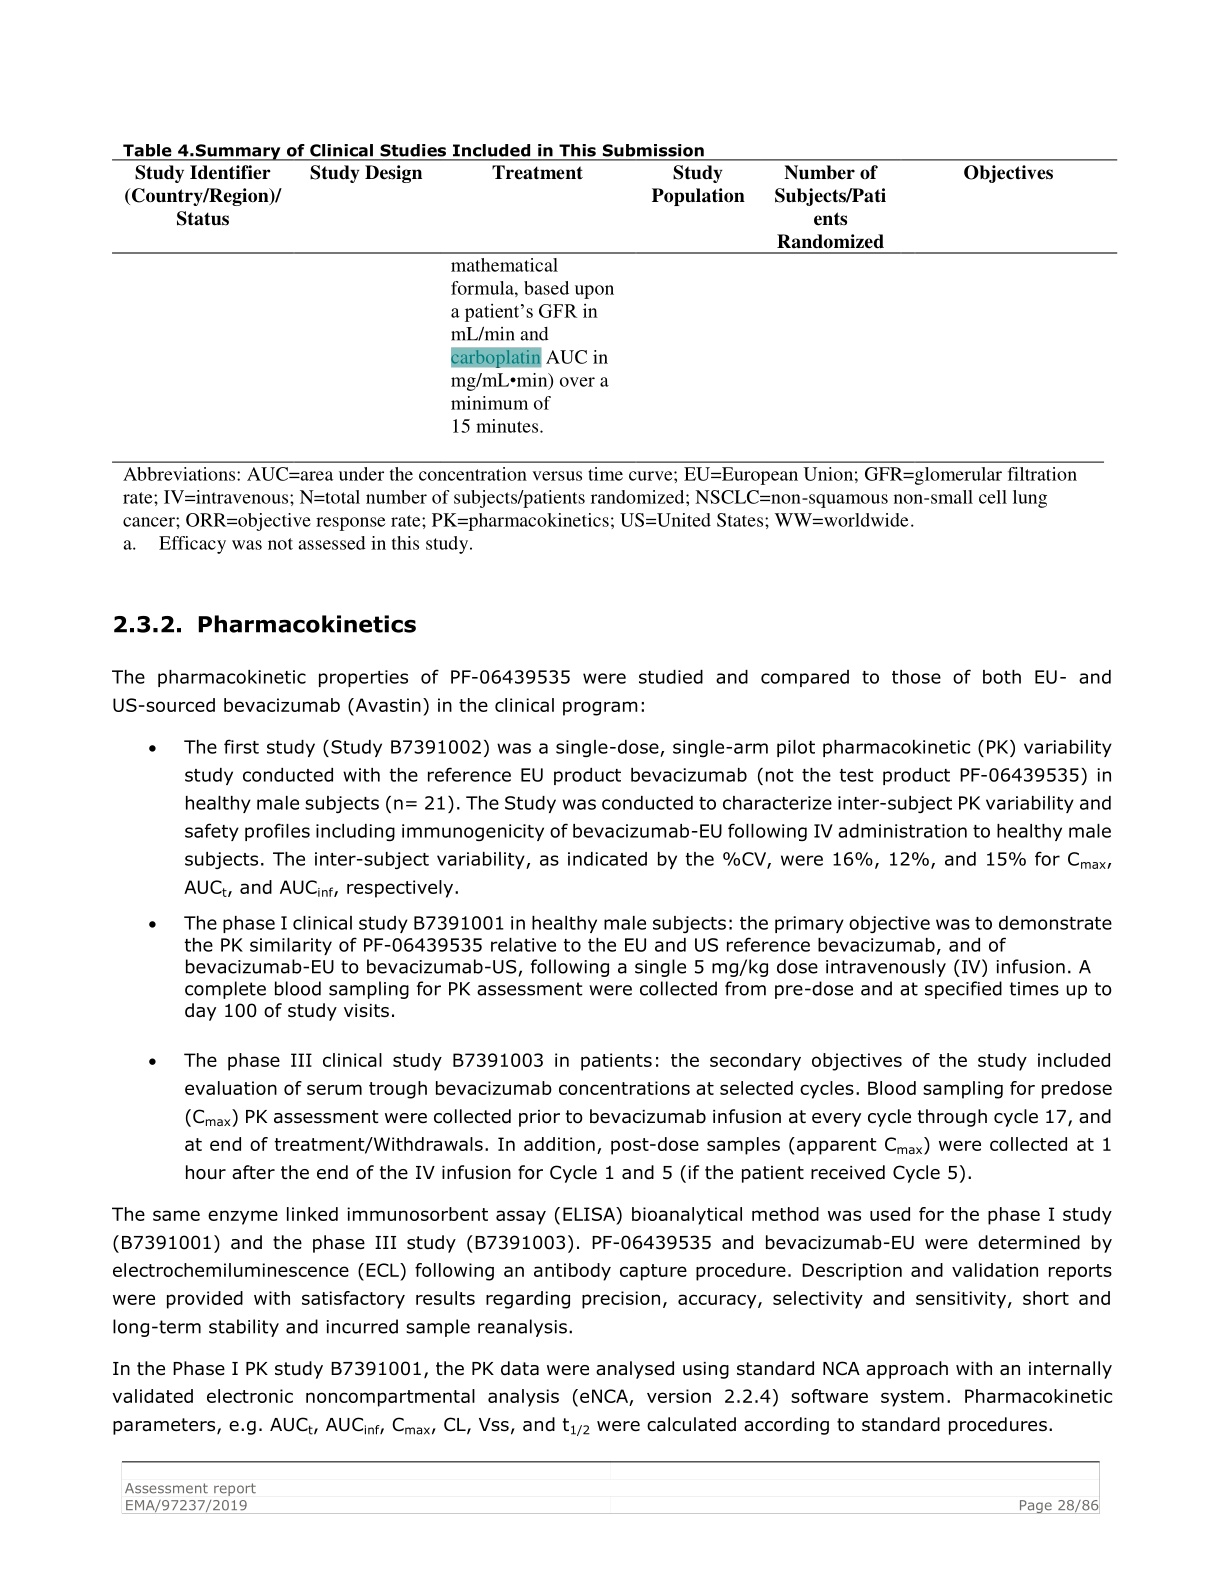 Table 4.Summary of Clinical Studies Included in This Submission
Study Identifier (Country/Region)/ Status
Study Design
Treatment
Study Population
Number of Subjects/Pati ents Randomized
Objectives
mathematical
formula, based upon
a patient's GFR in
mL/min and
carboplatin AUC in
mg/mL•min) over a
minimum of
15 minutes.
Abbreviations: AUC=area under the concentration versus time curve; EU=European Union; GFR=glomerular filtration
rate; IV=intravenous; N=total number of subjects/patients randomized; NSCLC=non-squamous non-small cell lung
cancer; ORR=objective response rate; PK=pharmacokinetics; US=United States; WW=worldwide.
a. Efficacy was not assessed in this study.
2.3.2. Pharmacokinetics
The pharmacokinetic properties of PF-06439535 were studied and compared to those of both EU- and
US-sourced bevacizumab (Avastin) in the clinical program:
• The first study (Study B7391002) was a single-dose, single-arm pilot pharmacokinetic (PK) variability
study conducted with the reference EU product bevacizumab (not the test product PF-06439535) in
healthy male subjects (n= 21). The Study was conducted to characterize inter-subject PK variability and
safety profiles including immunogenicity of bevacizumab-EU following IV administration to healthy male
subjects. The inter-subject variability, as indicated by the %CV, were 16%, 12%, and 15% for Cmax,
AUCt, and AUCinf, respectively.
• The phase I clinical study B7391001 in healthy male subjects: the primary objective was to demonstrate
the PK similarity of PF-06439535 relative to the EU and US reference bevacizumab, and of
bevacizumab-EU to bevacizumab-US, following a single 5 mg/kg dose intravenously (IV) infusion. A
complete blood sampling for PK assessment were collected from pre-dose and at specified times up to
day 100 of study visits.
• The phase III clinical study B7391003 in patients: the secondary objectives of the study included
evaluation of serum trough bevacizumab concentrations at selected cycles. Blood sampling for predose
(Cmax) PK assessment were collected prior to bevacizumab infusion at every cycle through cycle 17, and
at end of treatment/Withdrawals. In addition, post-dose samples (apparent Cmax) were collected at 1
hour after the end of the IV infusion for Cycle 1 and 5 (if the patient received Cycle 5).
The same enzyme linked immunosorbent assay (ELISA) bioanalytical method was used for the phase I study
(B7391001) and the phase III study (B7391003). PF-06439535 and bevacizumab-EU were determined by
electrochemiluminescence (ECL) following an antibody capture procedure. Description and validation reports
were provided with satisfactory results regarding precision, accuracy, selectivity and sensitivity, short and
long-term stability and incurred sample reanalysis.
In the Phase I PK study B7391001, the PK data were analysed using standard NCA approach with an internally
validated electronic noncompartmental analysis (eNCA, version 2.2.4) software system. Pharmacokinetic
parameters, e.g. AUCt, AUCinf, Cmax, CL, Vss, and t1/2 were calculated according to standard procedures.
Assessment report
EMA/97237/2019
Page 28/86